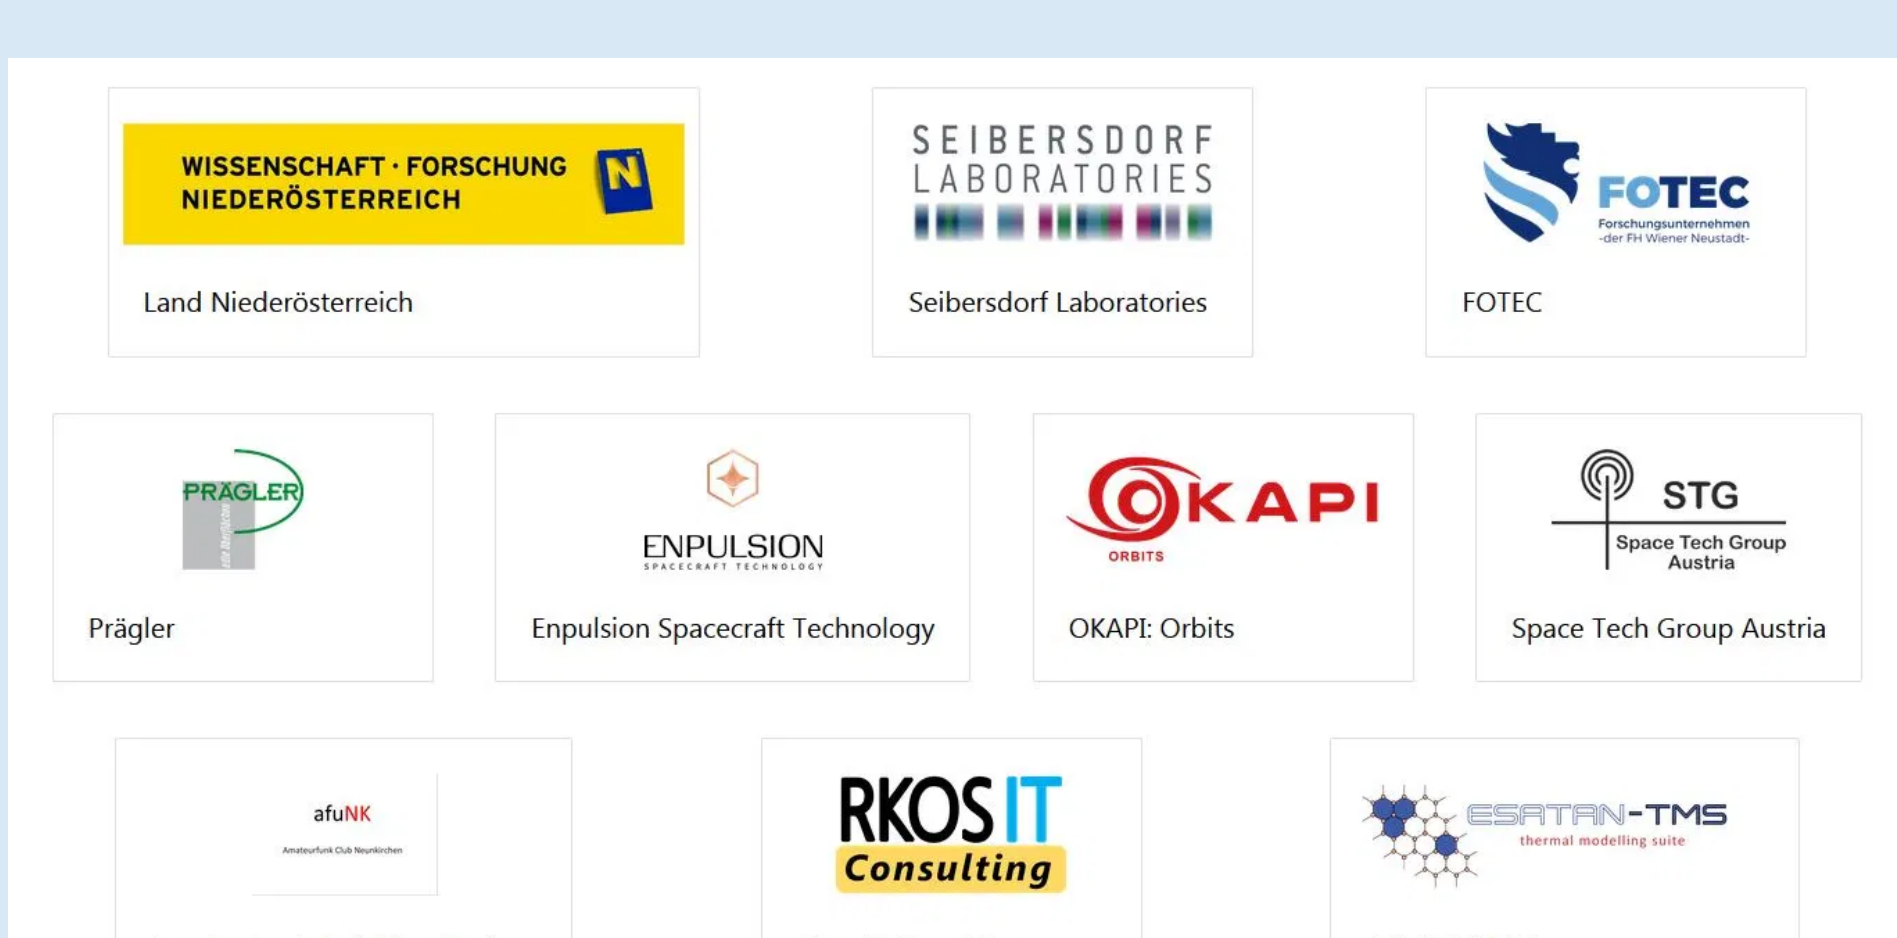 WISSENSCHAFT · FORSCHUNG
NIEDERÖSTERREICH
N
Land Niederösterreich
SEIBERSDORF
LABORATORIES
Seibersdorf Laboratories
FOTEC
Forschungsunternehmen
-der FH Wiener Neustadt-
FOTEC
PRÄGLER
Prägler
ENPULSION
SPACECRAFT TECHNOLOGY
Enpulsion Spacecraft Technology
OKAPI
ORBITS
OKAPI: Orbits
STG
Space Tech Group
Austria
Space Tech Group Austria
afuNK
Amateurfunk Club Neunkirchen
RKOS IT
Consulting
ESATAN-TMS
thermal modelling suite